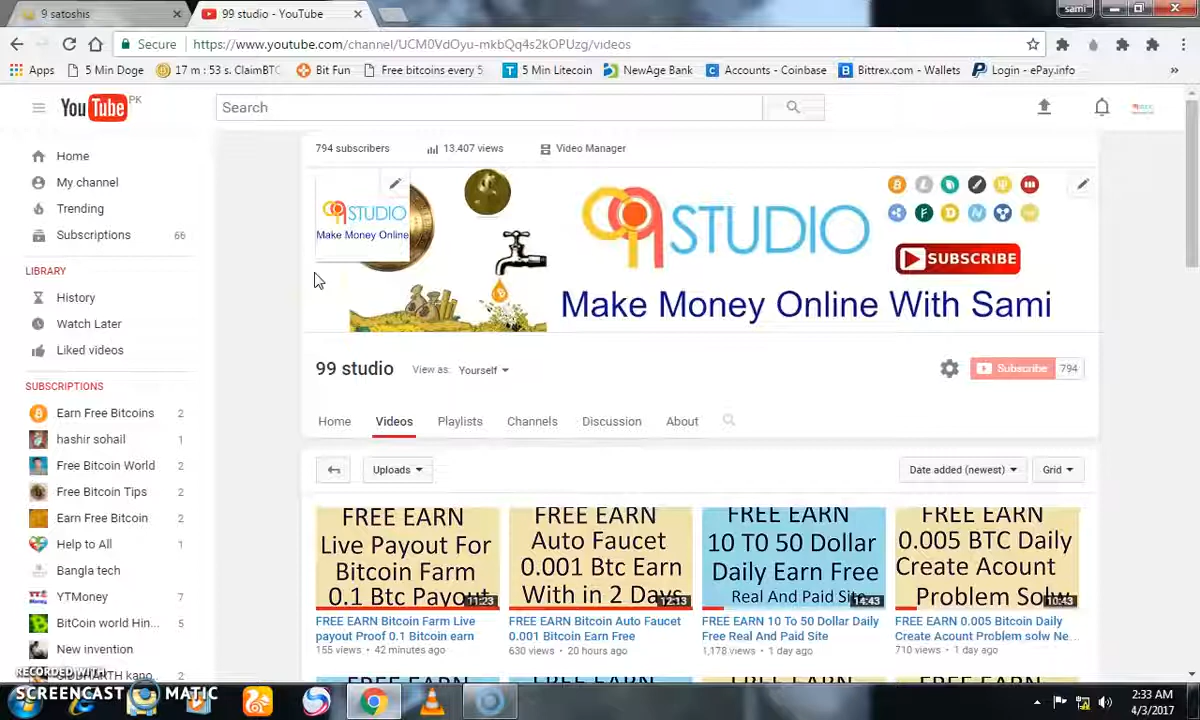 9 satoshis
99 studio - YouTube
sami
Secure
https://www.youtube.com/channel/UCM0VdOyu-mkbQq4s2kOPUzg/videos
Apps
5 Min Doge
17 m : 53 s. ClaimBTC
Bit Fun
Free bitcoins every 5
5 Min Litecoin
NewAge Bank
Accounts - Coinbase
Bittrex.com - Wallets
Login - ePay.info
»
YouTube PK
Search
Home
My channel
Trending
Subscriptions 66
LIBRARY
History
Watch Later
Liked videos
SUBSCRIPTIONS
Earn Free Bitcoins 2
hashir sohail 1
Free Bitcoin World 2
Free Bitcoin Tips 2
Earn Free Bitcoin 2
Help to All 1
Bangla tech
YTMoney 7
BitCoin world Hin... 5
New invention
SIDDHARTH kano... 2
794 subscribers
13,407 views
Video Manager
99 STUDIO
Make Money Online
99 STUDIO
SUBSCRIBE
Make Money Online With Sami
99 studio
View as: Yourself
Subscribe 794
Home
Videos
Playlists
Channels
Discussion
About
Uploads
Date added (newest)
Grid
FREE EARN
Live Payout For
Bitcoin Farm
0.1 Btc Payout
11:23
FREE EARN Bitcoin Farm Live
payout Proof 0.1 Bitcoin earn
155 views • 42 minutes ago
FREE EARN
Auto Faucet
0.001 Btc Earn
With in 2 Days
12:13
FREE EARN Bitcoin Auto Faucet
0.001 Bitcoin Earn Free
630 views • 20 hours ago
FREE EARN
10 T0 50 Dollar
Daily Earn Free
Real And Paid Site
14:43
FREE EARN 10 To 50 Dollar Daily
Free Real And Paid Site
1,178 views • 1 day ago
FREE EARN
0.005 BTC Daily
Create Acount
Problem Solw
10:43
FREE EARN 0.005 Bitcoin Daily
Create Acount Problem solw Ne...
710 views • 1 day ago
RECORDED WITH
SCREENCAST MATIC
2:33 AM
4/3/2017